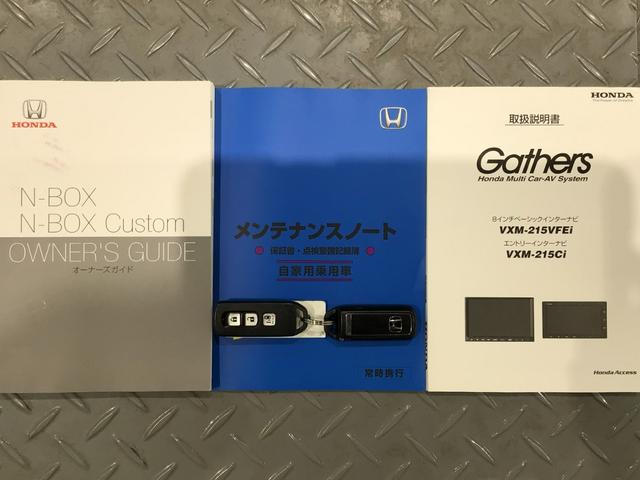 HONDA
N-BOX
N-BOX Custom
OWNER'S GUIDE
オーナーズガイド
メンテナンスノート
保証書・点検整備記録簿
自家用乗用車
常時携行
HONDA
The Power of Dreams
取扱説明書
Gathers
Honda Multi Car-AV System
8インチベーシックインターナビ
VXM-215VFEi
エントリーインターナビ
VXM-215Ci
Honda Access